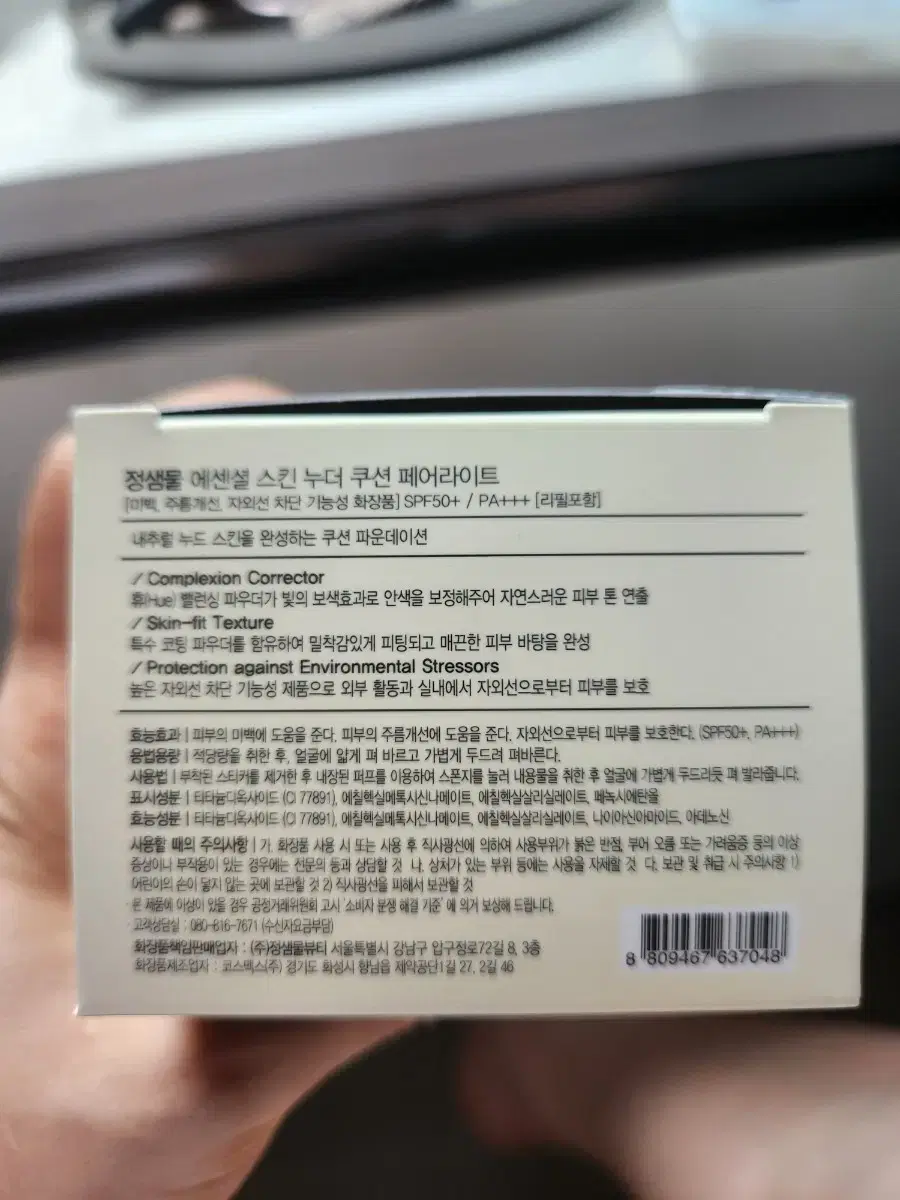 정샘물 에센셜 스킨 누더 쿠션 페어라이트
[미백, 주름개선, 자외선 차단 기능성 화장품] SPF50+ / PA+++ [리필포함]
내추럴 누드 스킨을 완성하는 쿠션 파운데이션
/ Complexion Corrector
휴(Hue) 밸런싱 파우더가 빛의 보색효과로 안색을 보정해주어 자연스러운 피부 톤 연출
/ Skin-fit Texture
특수 코팅 파우더를 함유하여 밀착감있게 피팅되고 매끈한 피부 바탕을 완성
/ Protection against Environmental Stressors
높은 자외선 차단 기능성 제품으로 외부 활동과 실내에서 자외선으로부터 피부를 보호
효능효과 | 피부의 미백에 도움을 준다. 피부의 주름개선에 도움을 준다. 자외선으로부터 피부를 보호한다. (SPF50+, PA+++)
용법용량 | 적당량을 취한 후, 얼굴에 얇게 펴 바르고 가볍게 두드려 펴바른다.
사용법 | 부착된 스티커를 제거한 후 내장된 퍼프를 이용하여 스폰지를 눌러 내용물을 취한 후 얼굴에 가볍게 두드리듯 펴 발라줍니다.
표시성분 | 티타늄디옥사이드 (CI 77891), 에칠헥실메톡시신나메이트, 에칠헥실살리실레이트, 페녹시에탄올
효능성분 | 티타늄디옥사이드 (CI 77891), 에칠헥실메톡시신나메이트, 에칠헥실살리실레이트, 나이아신아마이드, 아데노신
사용할 때의 주의사항 | 가. 화장품 사용 시 또는 사용 후 직사광선에 의하여 사용부위가 붉은 반점, 부어 오름 또는 가려움증 등의 이상
증상이나 부작용이 있는 경우에는 전문의 등과 상담할 것 나. 상처가 있는 부위 등에는 사용을 자제할 것 다. 보관 및 취급 시 주의사항 1)
어린이의 손이 닿지 않는 곳에 보관할 것 2) 직사광선을 피해서 보관할 것
· 본 제품에 이상이 있을 경우 공정거래위원회 고시 '소비자 분쟁 해결 기준' 에 의거 보상해 드립니다.
· 고객상담실 : 080-816-7671 (수신자요금부담)
화장품책임판매업자 : (주)정샘물뷰티 서울특별시 강남구 압구정로72길 8, 3층
화장품제조업자 : 코스맥스(주) 경기도 화성시 향남읍 제약공단1길 27, 2길 46
8 809467 637048